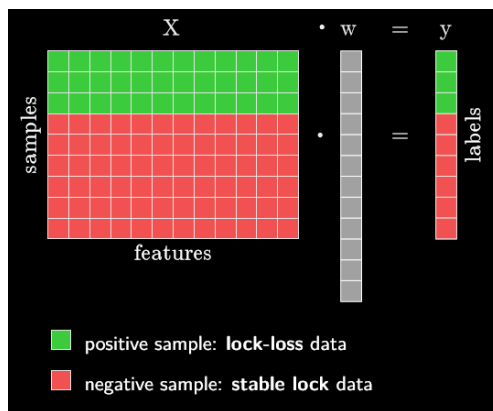 X · w = y
samples
· =
labels
features
positive sample: lock-loss data
negative sample: stable lock data